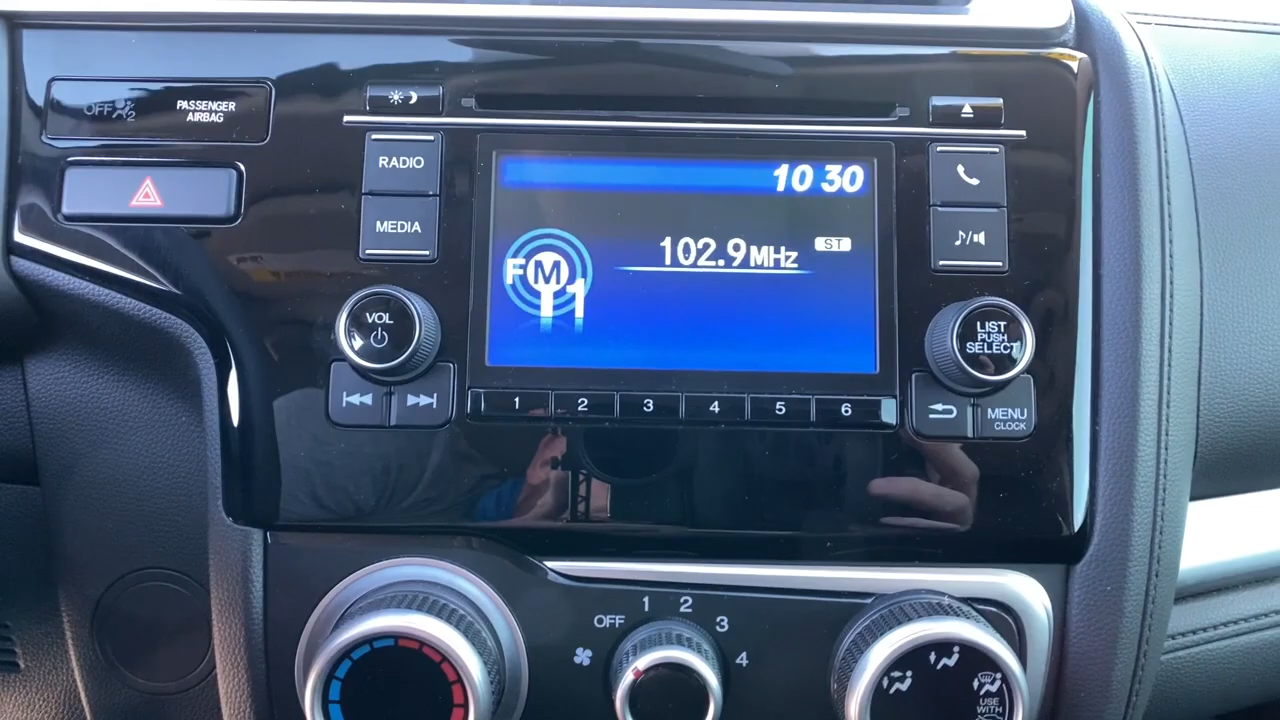 OFF 2
PASSENGER
AIRBAG
RADIO
MEDIA
10 30
102.9MHz
ST
FM
1
VOL
LIST
PUSH
SELECT
1 2 3 4 5 6
MENU
CLOCK
OFF 1 2 3 4
USE
WITH